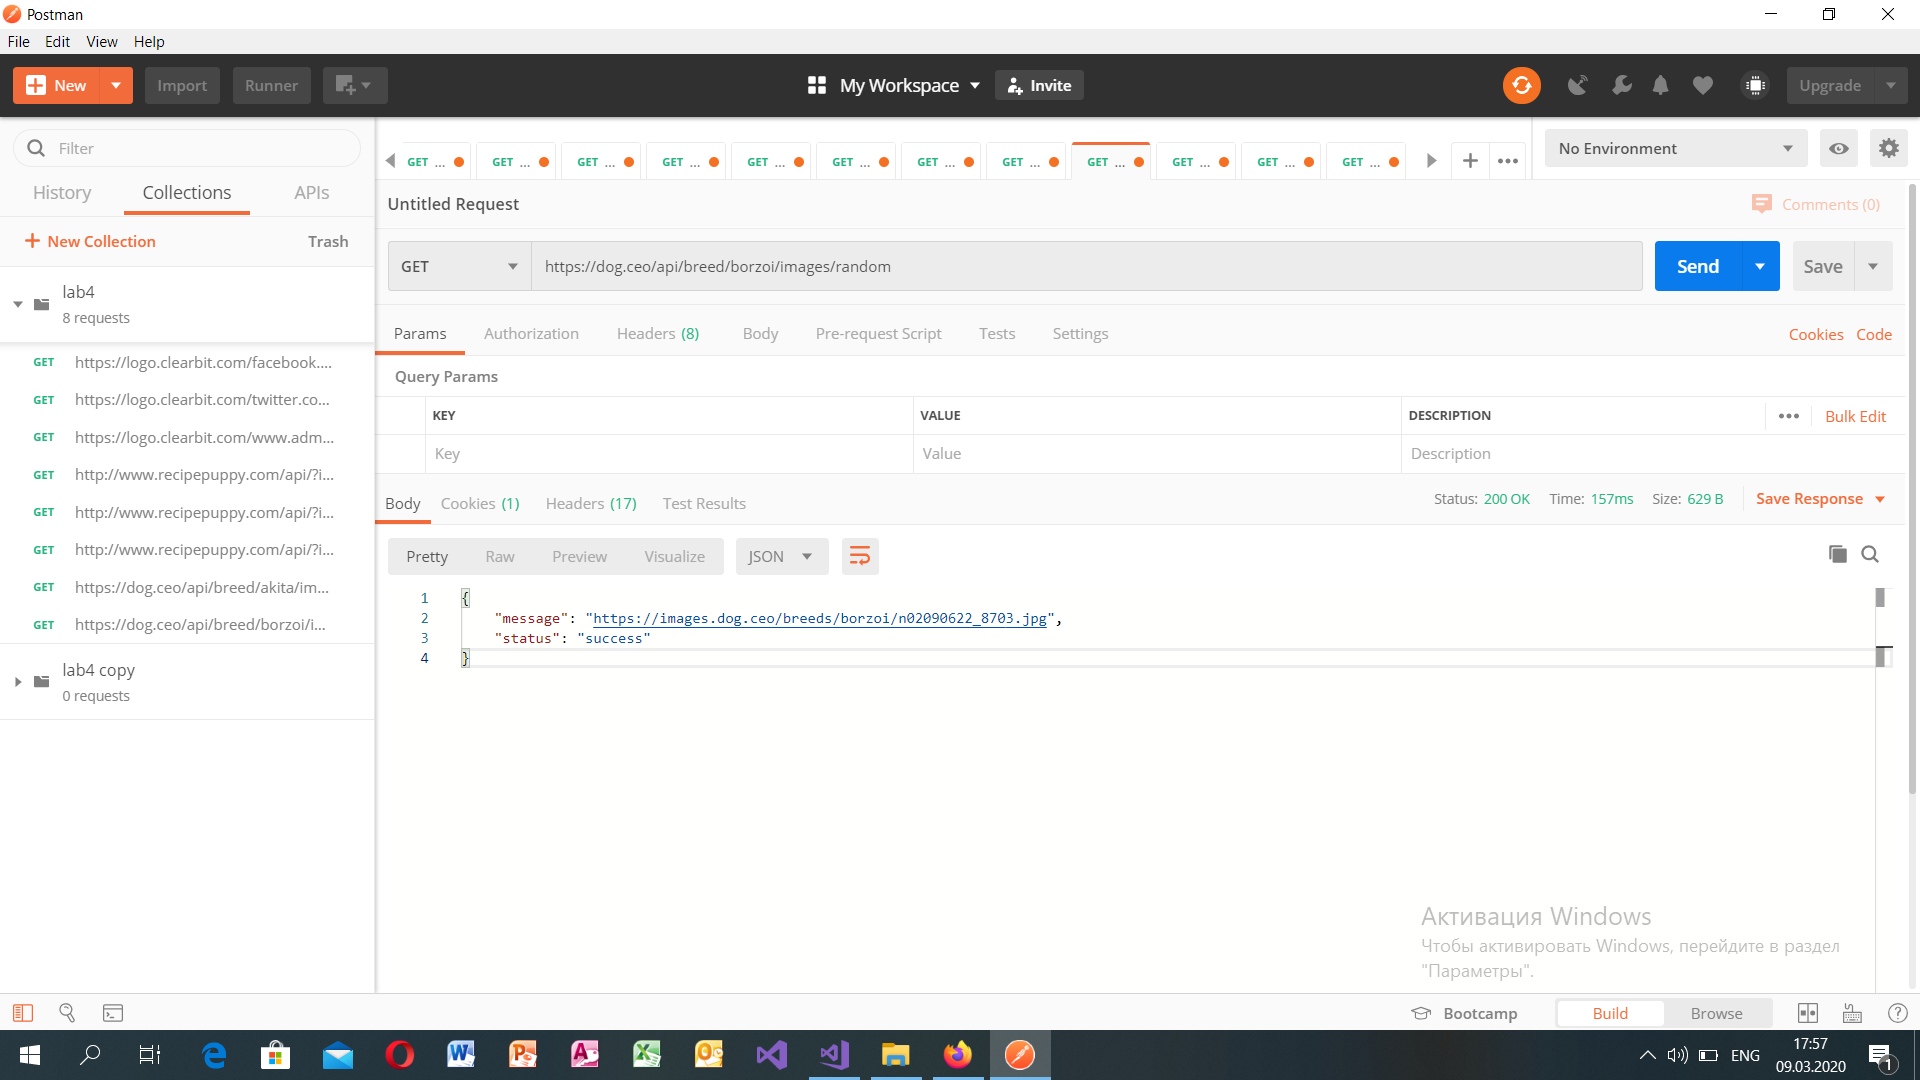 Postman
File Edit View Help
New Import Runner My Workspace Invite Upgrade
Filter
History Collections APIs
New Collection Trash
lab4
8 requests
GET https://logo.clearbit.com/facebook....
GET https://logo.clearbit.com/twitter.co...
GET https://logo.clearbit.com/www.adm...
GET http://www.recipepuppy.com/api/?i...
GET http://www.recipepuppy.com/api/?i...
GET http://www.recipepuppy.com/api/?i...
GET https://dog.ceo/api/breed/akita/im...
GET https://dog.ceo/api/breed/borzoi/i...
lab4 copy
0 requests
GET ... GET ... GET ... GET ... GET ... GET ... GET ... GET ... GET ... GET ... GET ... GET ...
No Environment
Untitled Request Comments (0)
GET https://dog.ceo/api/breed/borzoi/images/random Send Save
Params Authorization Headers (8) Body Pre-request Script Tests Settings Cookies Code
Query Params
KEY VALUE DESCRIPTION Bulk Edit
Key Value Description
Body Cookies (1) Headers (17) Test Results Status: 200 OK Time: 157ms Size: 629 B Save Response
Pretty Raw Preview Visualize JSON
1 {
2 "message": "https://images.dog.ceo/breeds/borzoi/n02090622_8703.jpg",
3 "status": "success"
4 }
Активация Windows
Чтобы активировать Windows, перейдите в раздел
"Параметры".
Bootcamp Build Browse
ENG
17:57
09.03.2020
1